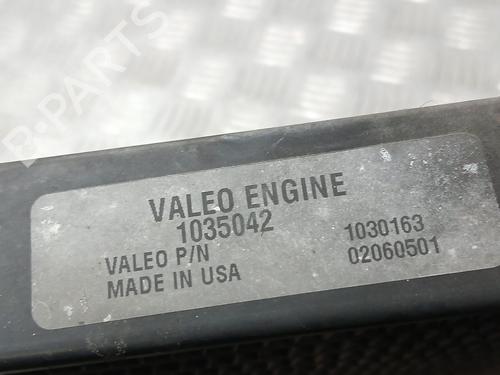 B-PARTS
VALEO ENGINE
1035042
VALEO P/N 1030163
MADE IN USA 02060501